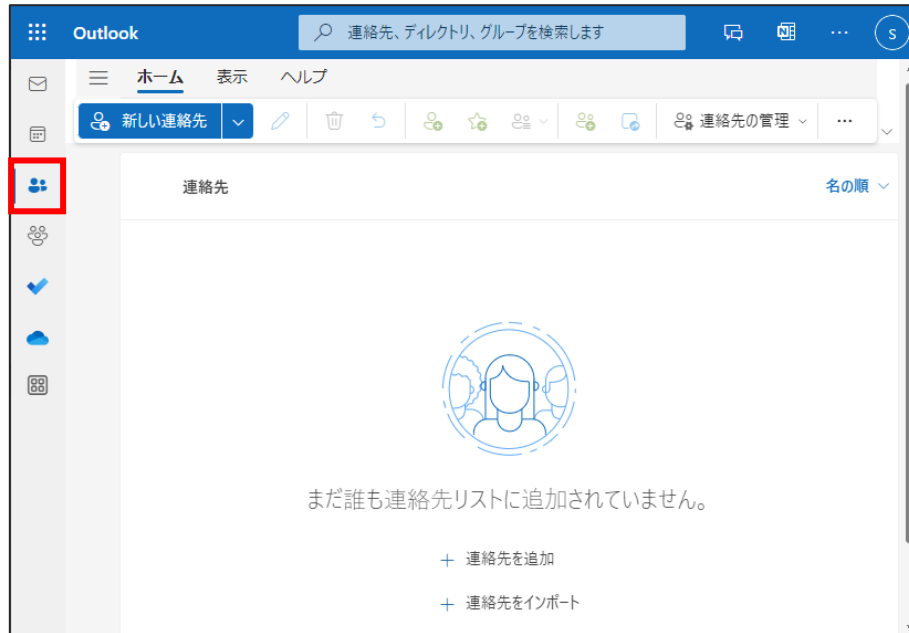 Outlook
連絡先、ディレクトリ、グループを検索します
N
S
ホーム 表示 ヘルプ
新しい連絡先
連絡先の管理
連絡先
名の順
まだ誰も連絡先リストに追加されていません。
+ 連絡先を追加
+ 連絡先をインポート